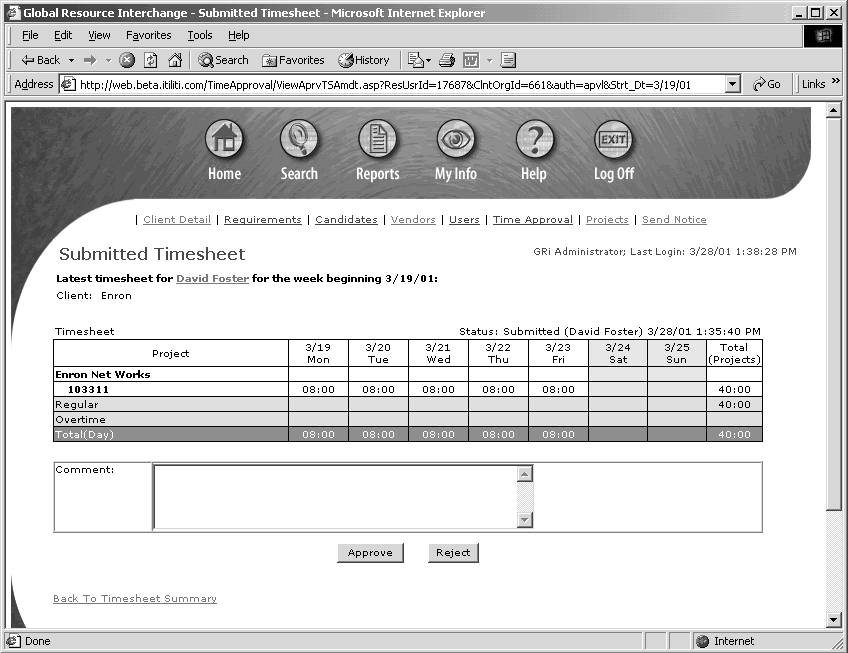 Global Resource Interchange - Submitted Timesheet - Microsoft Internet Explorer
File Edit View Favorites Tools Help
Back Search Favorites History
Address http://web.beta.itiliti.com/TimeApproval/ViewAprvTSAmdt.asp?ResUsrId=17687&ClntOrgId=661&auth=apvl&Strt_Dt=3/19/01 Go Links »
EXIT
Home Search Reports My Info Help Log Off
| Client Detail | Requirements | Candidates | Vendors | Users | Time Approval | Projects | Send Notice
Submitted Timesheet GRi Administrator; Last Login: 3/28/01 1:38:28 PM
Latest timesheet for David Foster for the week beginning 3/19/01:
Client: Enron
Timesheet Status: Submitted (David Foster) 3/28/01 1:35:40 PM
Project 3/19 Mon 3/20 Tue 3/21 Wed 3/22 Thu 3/23 Fri 3/24 Sat 3/25 Sun Total (Projects)
Enron Net Works
103311 08:00 08:00 08:00 08:00 08:00 40:00
Regular 40:00
Overtime
Total(Day) 08:00 08:00 08:00 08:00 08:00 40:00
Comment:
Approve Reject
Back To Timesheet Summary
Done Internet